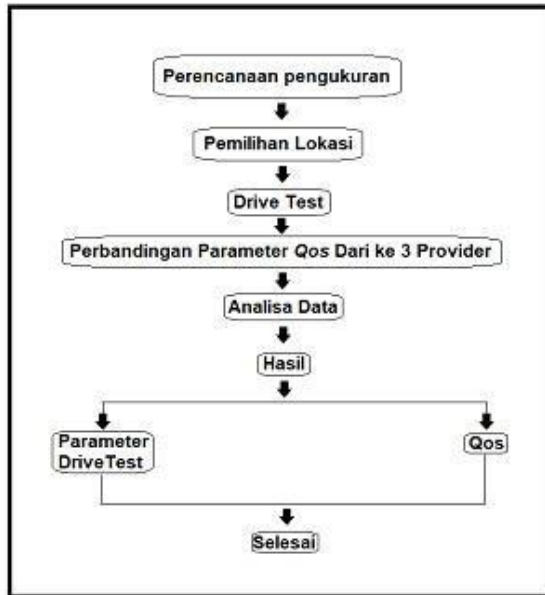 Perencanaan pengukuran
Pemilihan Lokasi
Drive Test
Perbandingan Parameter Qos Dari ke 3 Provider
Analisa Data
Hasil
Parameter
DriveTest
Qos
Selesai